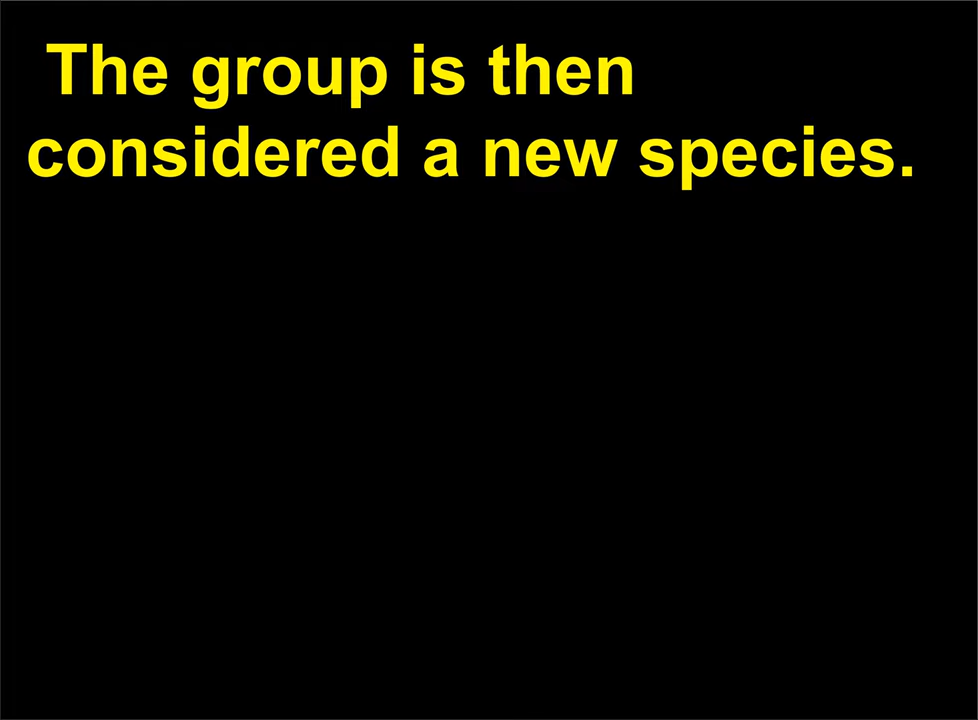 The group is then
considered a new species.